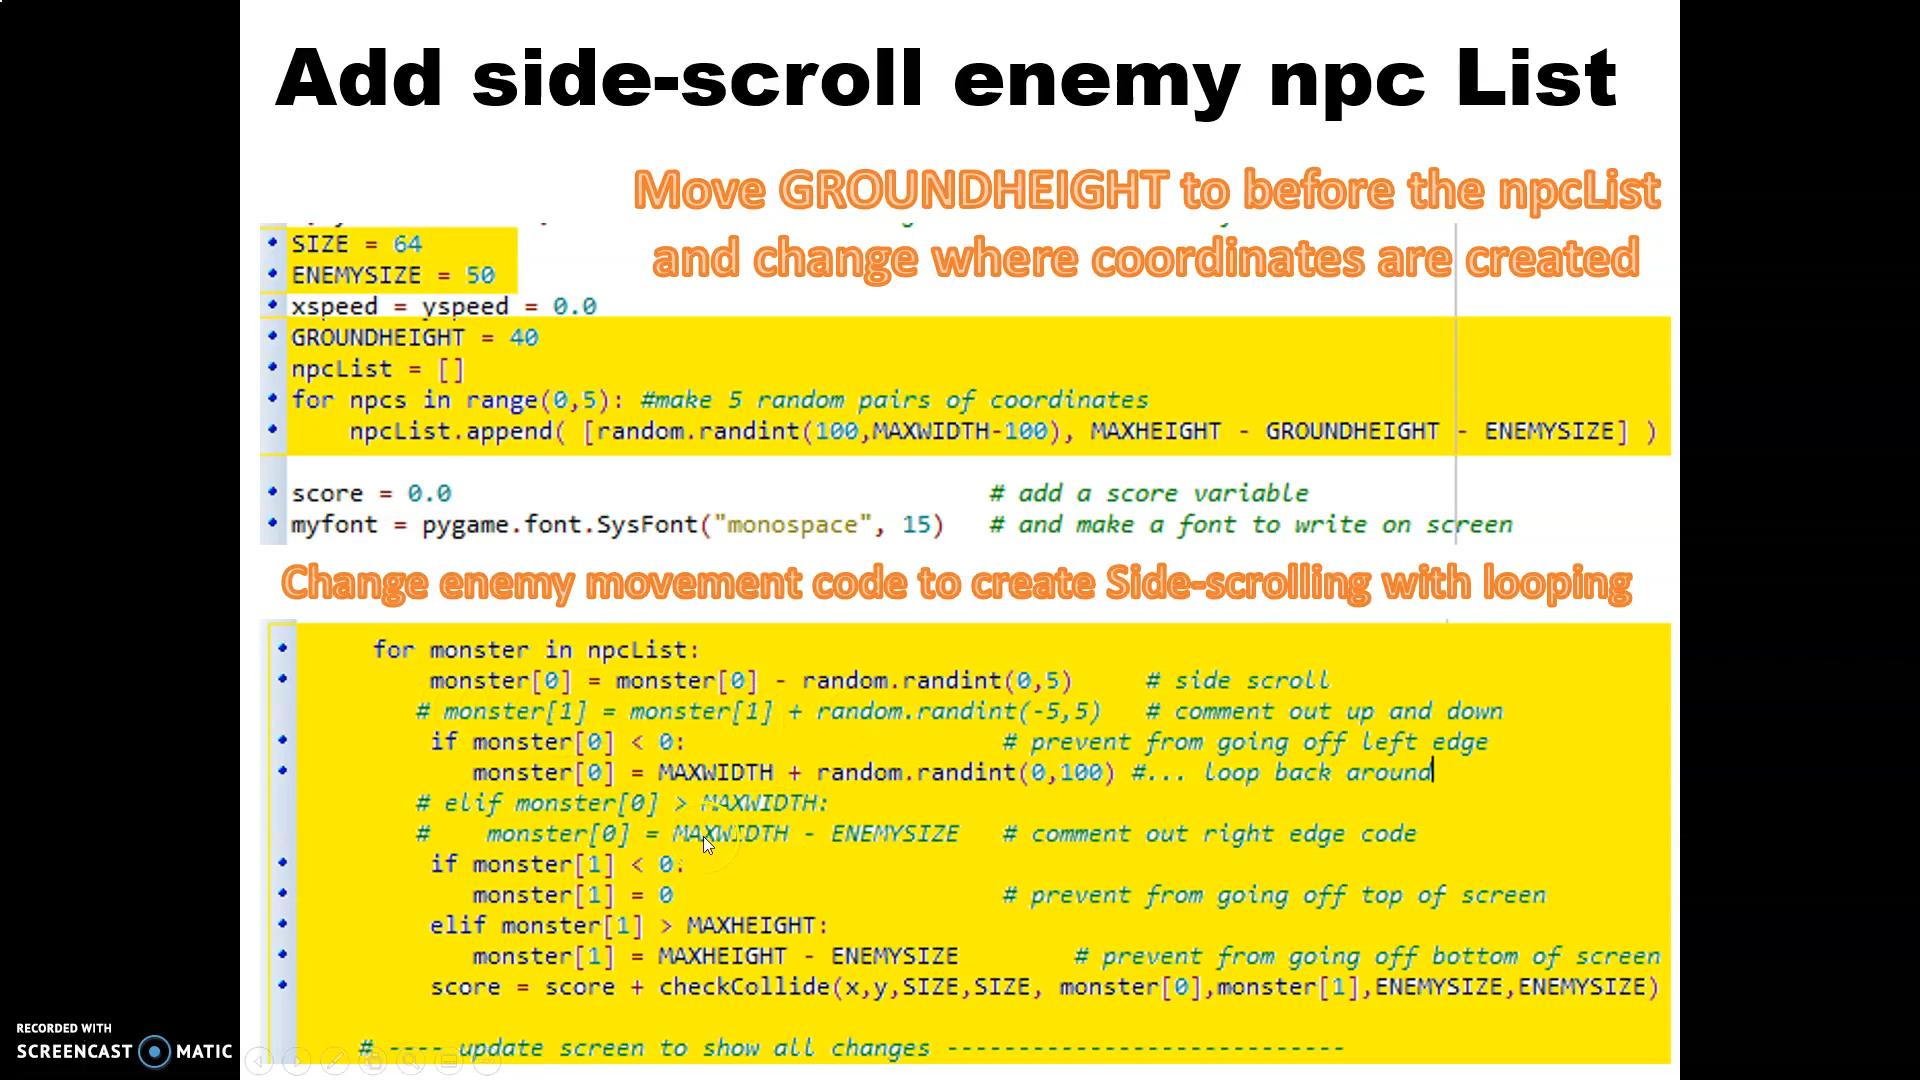 Add side-scroll enemy npc List
Move GROUNDHEIGHT to before the npcList
and change where coordinates are created
SIZE = 64
ENEMYSIZE = 50
xspeed = yspeed = 0.0
GROUNDHEIGHT = 40
npcList = []
for npcs in range(0,5): #make 5 random pairs of coordinates
npcList.append( [random.randint(100,MAXWIDTH-100), MAXHEIGHT - GROUNDHEIGHT - ENEMYSIZE] )
score = 0.0 # add a score variable
myfont = pygame.font.SysFont("monospace", 15) # and make a font to write on screen
Change enemy movement code to create Side-scrolling with looping
for monster in npcList:
monster[0] = monster[0] - random.randint(0,5) # side scroll
# monster[1] = monster[1] + random.randint(-5,5) # comment out up and down
if monster[0] < 0: # prevent from going off left edge
monster[0] = MAXWIDTH + random.randint(0,100) #... loop back around
# elif monster[0] > MAXWIDTH:
# monster[0] = MAXWIDTH - ENEMYSIZE # comment out right edge code
if monster[1] < 0:
monster[1] = 0 # prevent from going off top of screen
elif monster[1] > MAXHEIGHT:
monster[1] = MAXHEIGHT - ENEMYSIZE # prevent from going off bottom of screen
score = score + checkCollide(x,y,SIZE,SIZE, monster[0],monster[1],ENEMYSIZE,ENEMYSIZE)
# ---- update screen to show all changes ----------------------------
RECORDED WITH
SCREENCAST MATIC